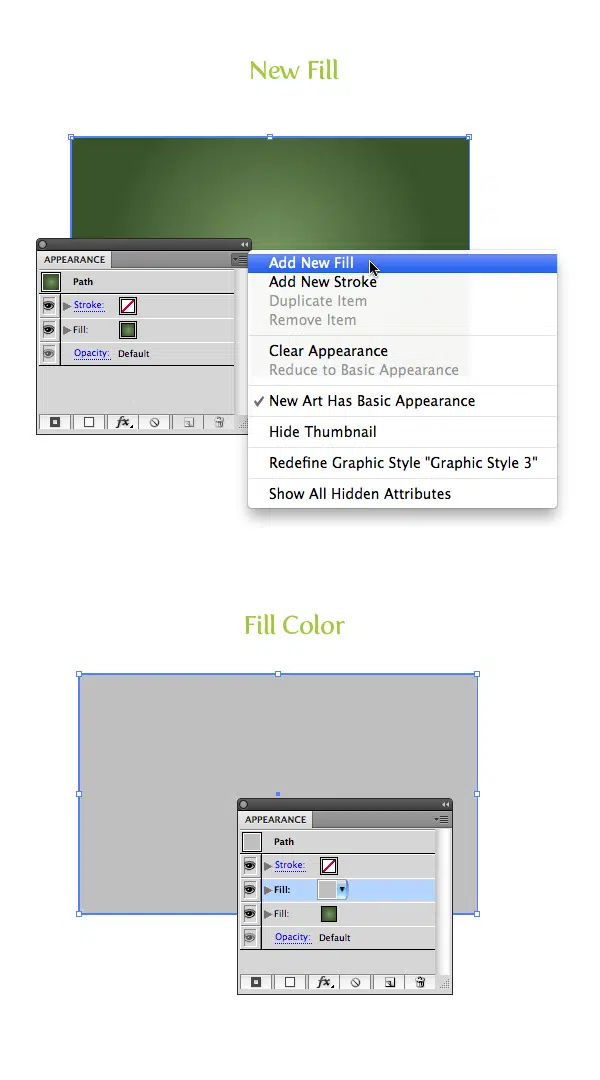 New Fill
APPEARANCE
Path
Stroke:
Fill:
Opacity: Default
fx
Add New Fill
Add New Stroke
Duplicate Item
Remove Item
Clear Appearance
Reduce to Basic Appearance
✓ New Art Has Basic Appearance
Hide Thumbnail
Redefine Graphic Style "Graphic Style 3"
Show All Hidden Attributes
Fill Color
APPEARANCE
Path
Stroke:
Fill:
Fill:
Opacity: Default
fx